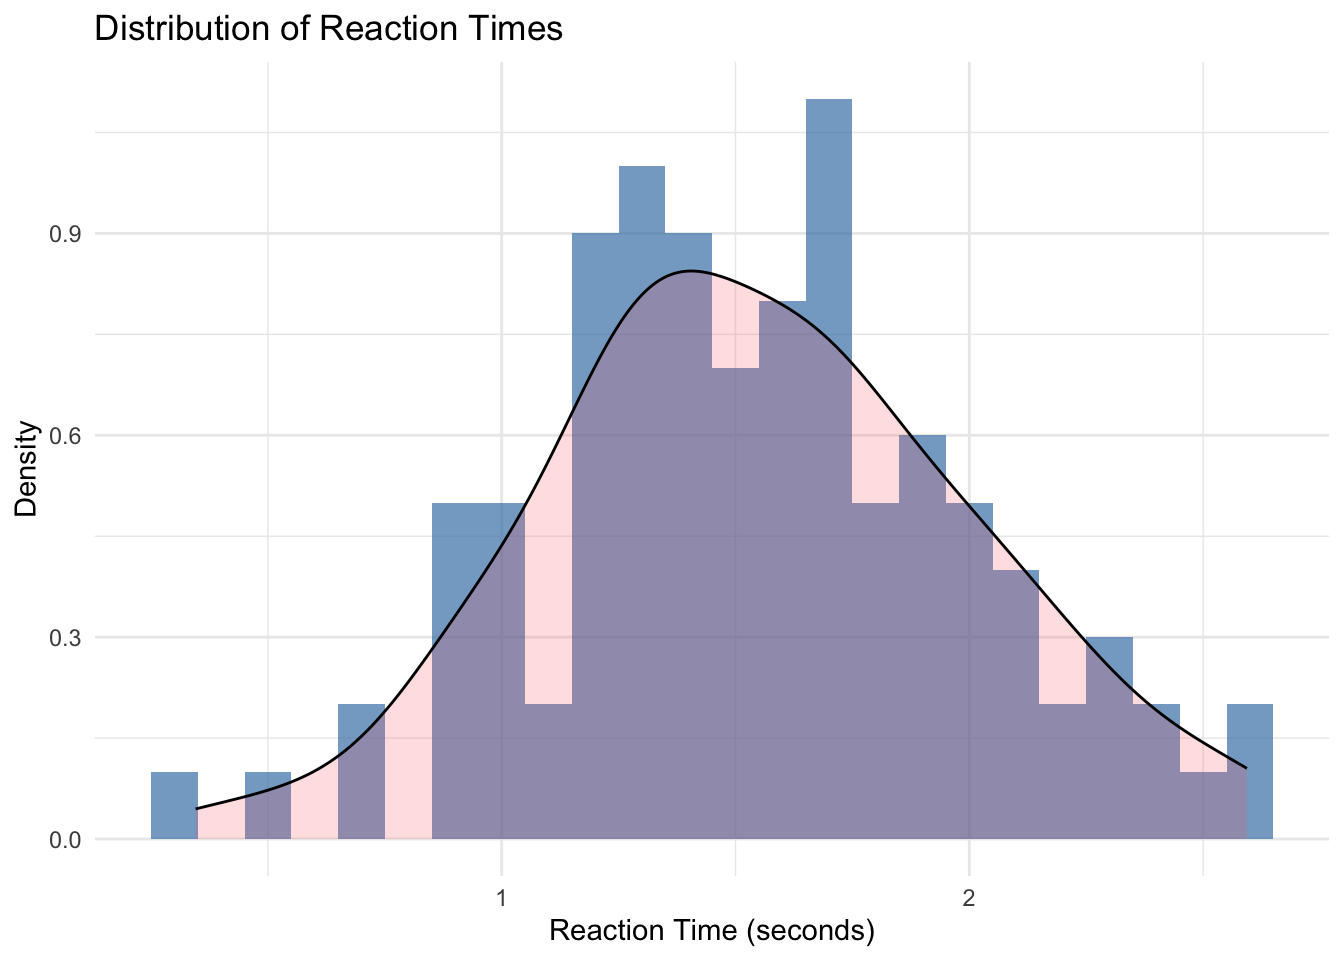 Distribution of Reaction Times
Density
0.9
0.6
0.3
0.0
1 2
Reaction Time (seconds)